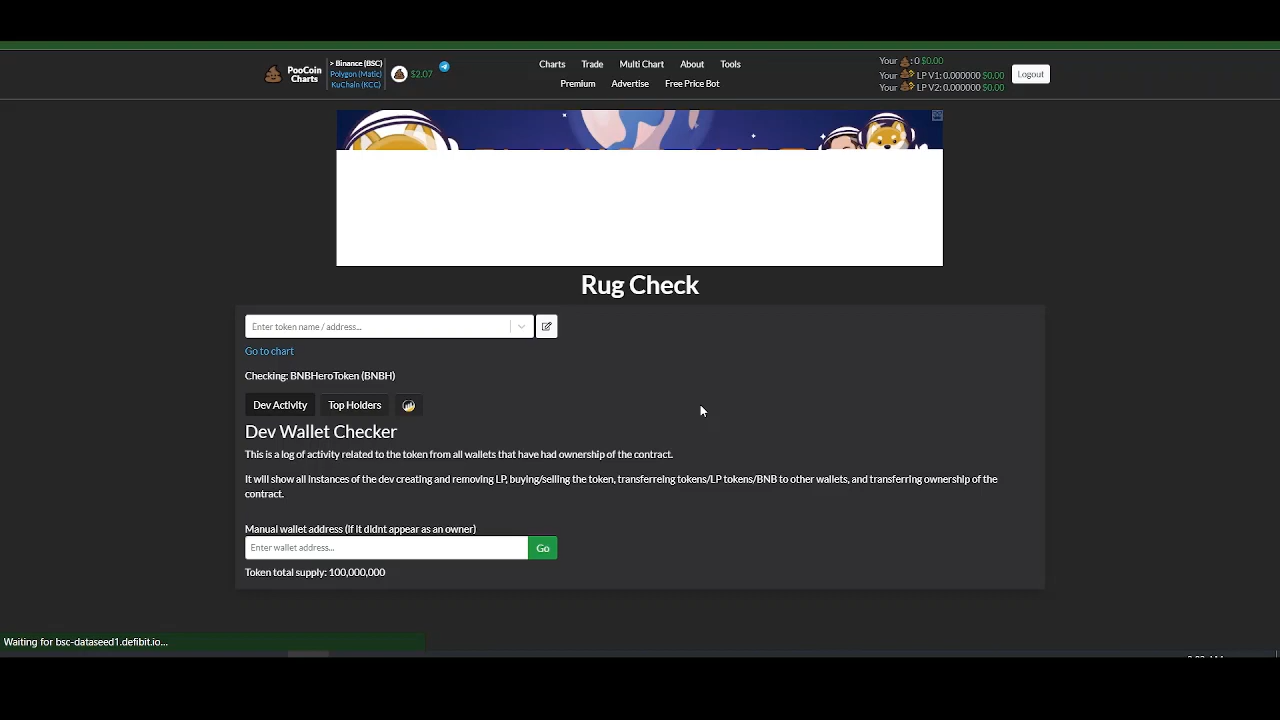 PooCoin
Charts
> Binance (BSC)
Polygon (Matic)
KuChain (KCC)
$2.07
Charts Trade Multi Chart About Tools
Premium Advertise Free Price Bot
Your : 0 $0.00
Your LP V1: 0.000000 $0.00
Your LP V2: 0.000000 $0.00
Logout
Rug Check
Enter token name / address...
Go to chart
Checking: BNBHeroToken (BNBH)
Dev Activity Top Holders
Dev Wallet Checker
This is a log of activity related to the token from all wallets that have had ownership of the contract.
It will show all instances of the dev creating and removing LP, buying/selling the token, transferreing tokens/LP tokens/BNB to other wallets, and transferring ownership of the
contract.
Manual wallet address (if it didnt appear as an owner)
Enter wallet address...
Go
Token total supply: 100,000,000
Waiting for bsc-dataseed1.defibit.io...